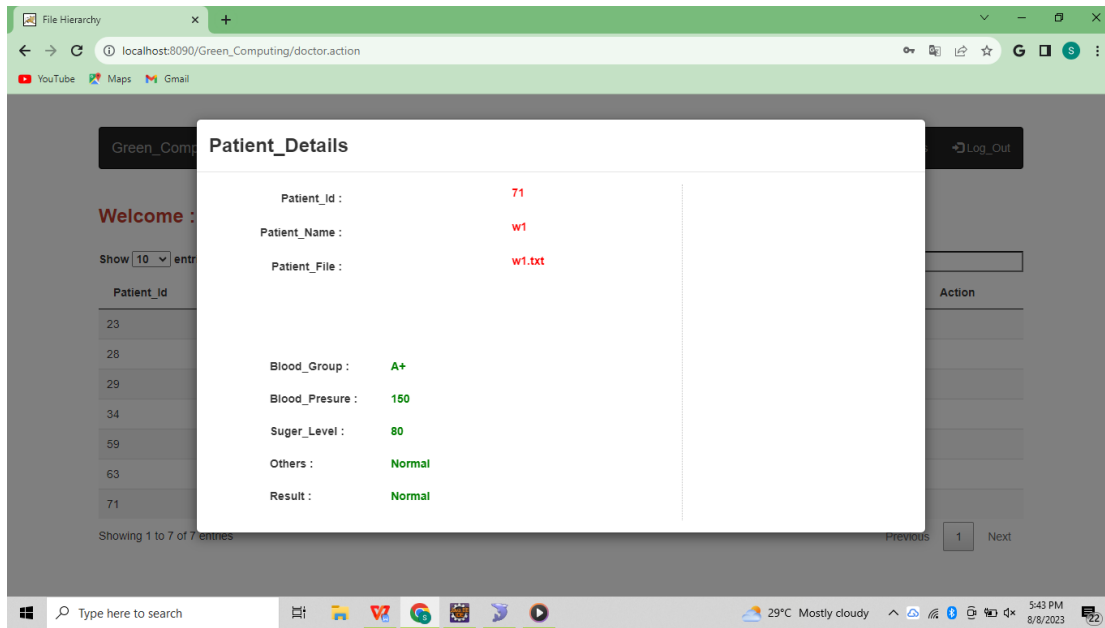 File Hierarchy
localhost:8090/Green_Computing/doctor.action
G S
YouTube Maps Gmail
Green_Comp Patient_Details Log_Out
Patient_Id : 71
Welcome :
Patient_Name : w1
Show 10 entr
Patient_File : w1.txt
Patient_Id Action
23
28
Blood_Group : A+
29
Blood_Presure : 150
34
Suger_Level : 80
59
Others : Normal
63
Result : Normal
71
Showing 1 to 7 of 7 entries Previous 1 Next
Type here to search 29°C Mostly cloudy 5:43 PM
8/8/2023 22